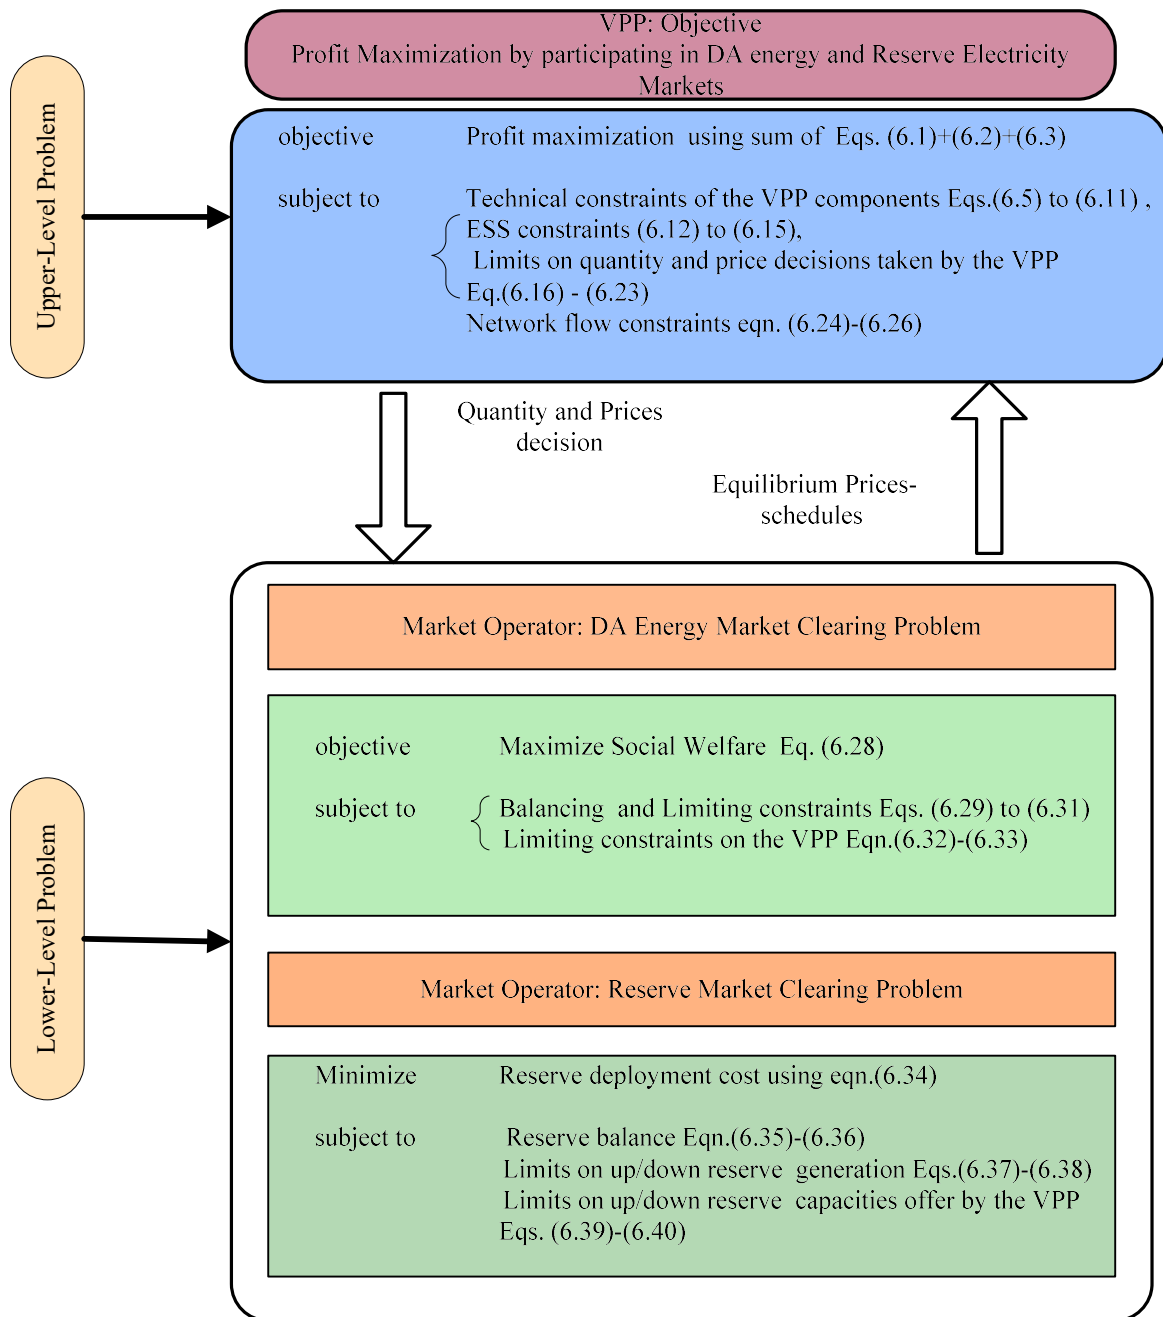 VPP: Objective
Profit Maximization by participating in DA energy and Reserve Electricity
Markets
Upper-Level Problem
objective Profit maximization using sum of Eqs. (6.1)+(6.2)+(6.3)
subject to Technical constraints of the VPP components Eqs.(6.5) to (6.11) ,
ESS constraints (6.12) to (6.15),
Limits on quantity and price decisions taken by the VPP
Eq.(6.16) - (6.23)
Network flow constraints eqn. (6.24)-(6.26)
Quantity and Prices
decision
Equilibrium Prices-
schedules
Lower-Level Problem
Market Operator: DA Energy Market Clearing Problem
objective Maximize Social Welfare Eq. (6.28)
subject to Balancing and Limiting constraints Eqs. (6.29) to (6.31)
Limiting constraints on the VPP Eqn.(6.32)-(6.33)
Market Operator: Reserve Market Clearing Problem
Minimize Reserve deployment cost using eqn.(6.34)
subject to Reserve balance Eqn.(6.35)-(6.36)
Limits on up/down reserve generation Eqs.(6.37)-(6.38)
Limits on up/down reserve capacities offer by the VPP
Eqs. (6.39)-(6.40)